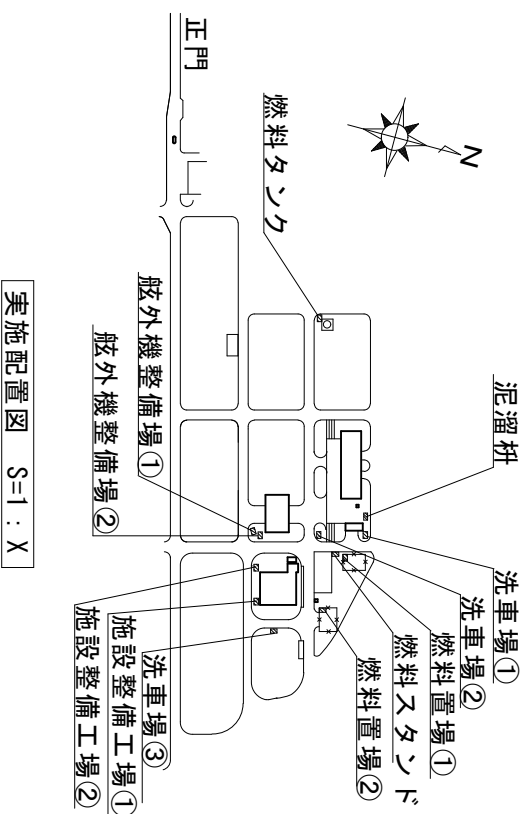 正門
N
燃料タンク
泥溜枡
洗車場①
洗車場②
燃料置場①
燃料スタンド
燃料置場②
舷外機整備場①
舷外機整備場②
洗車場③
施設整備工場①
施設整備工場②
実施配置図 S=1:X